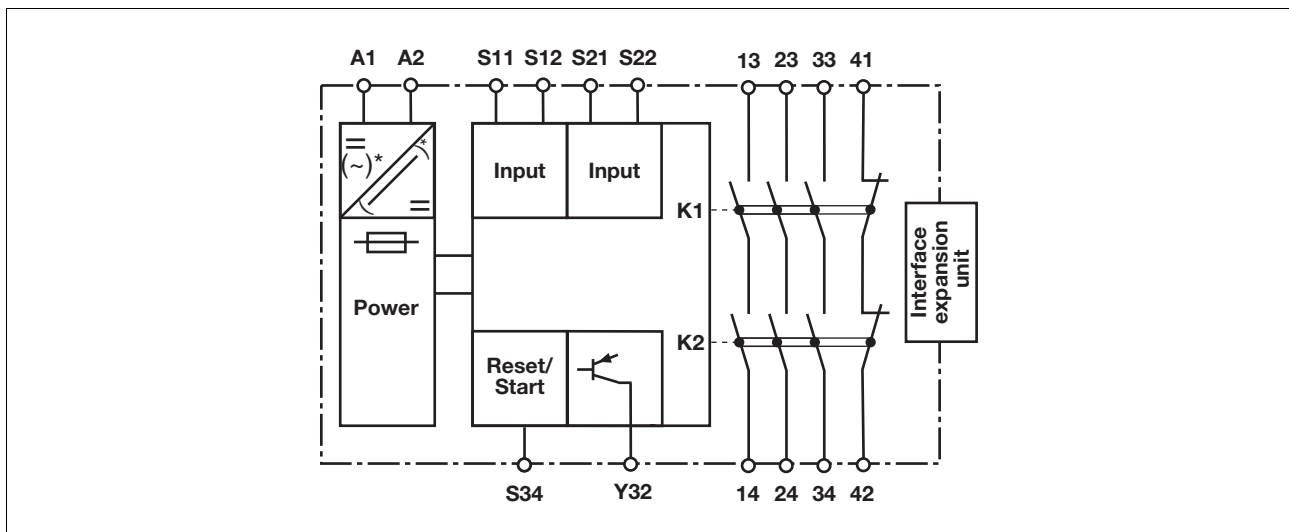 A1 A2 S11 S12 S21 S22 13 23 33 41
=
(~)*
( )*
=
Input Input
K1
Interface
expansion
unit
Power
K2
Reset/
Start
S34 Y32 14 24 34 42